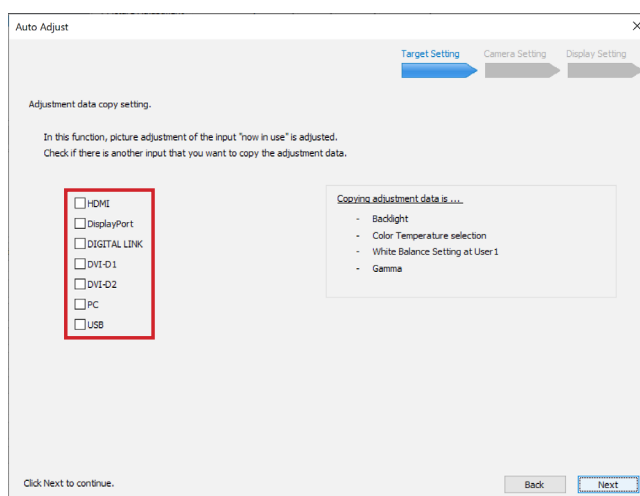 Auto Adjust
Target Setting
Camera Setting
Display Setting
Adjustment data copy setting.
In this function, picture adjustment of the input "now in use" is adjusted.
Check if there is another input that you want to copy the adjustment data.
HDMI
DisplayPort
DIGITAL LINK
DVI-D1
DVI-D2
PC
USB
Copying adjustment data is ...
- Backlight
- Color Temperature selection
- White Balance Setting at User1
- Gamma
Click Next to continue.
Back
Next